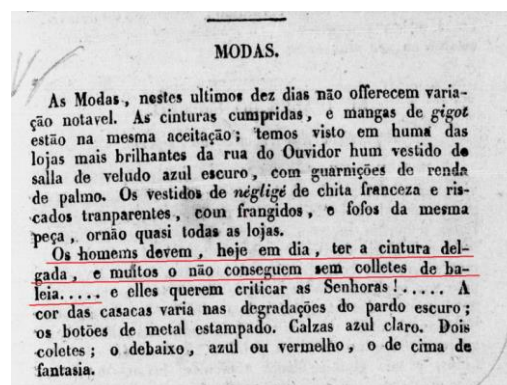 MODAS.
As Modas, nestes ultimos dez dias não offerecem varia-
ção notavel. As cinturas cumpridas, e mangas de gigot
estão na mesma aceitação; temos visto em huma das
lojas mais brilhantes da rua do Ouvidor hum vestido de
salla de veludo azul escuro, com guarnições de renda
de palmo. Os vestidos de négligé de chita franceza e ris-
cados tranparentes, com frangidos, e fofos da mesma
peça, ornão quasi todas as lojas.
Os homens devem, hoje em dia, ter a cintura del-
gada, e muitos o não conseguem sem colletes de ba-
leia..... e elles querem criticar as Senhoras!..... A
cor das casacas varia nas degradações do pardo escuro;
os botões de metal estampado. Calzas azul claro. Dois
coletes; o debaixo, azul ou vermelho, o de cima de
fantasia.